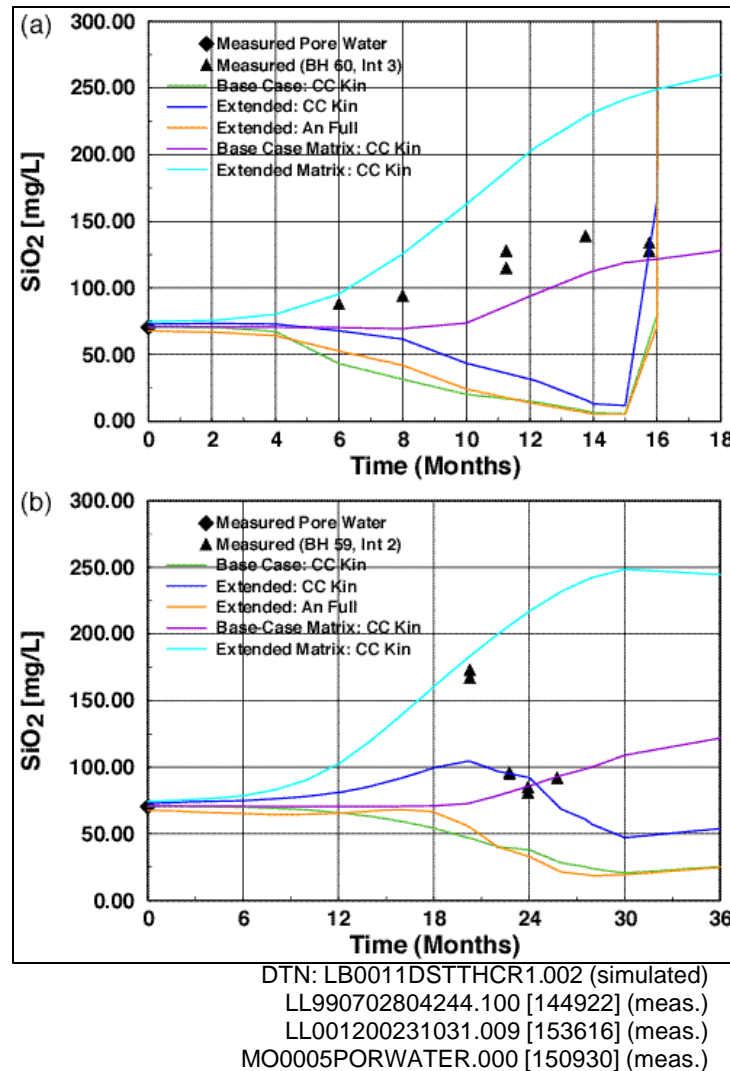 (a)
300.00
250.00
200.00
150.00
100.00
50.00
0.00
SiO2 [mg/L]
Measured Pore Water
Measured (BH 60, Int 3)
Base Case: CC Kin
Extended: CC Kin
Extended: An Full
Base Case Matrix: CC Kin
Extended Matrix: CC Kin
0 2 4 6 8 10 12 14 16 18
Time (Months)
(b)
300.00
250.00
200.00
150.00
100.00
50.00
0.00
SiO2 [mg/L]
Measured Pore Water
Measured (BH 59, Int 2)
Base Case: CC Kin
Extended: CC Kin
Extended: An Full
Base-Case Matrix: CC Kin
Extended Matrix: CC Kin
0 6 12 18 24 30 36
Time (Months)
DTN: LB0011DSTTHCR1.002 (simulated)
LL990702804244.100 [144922] (meas.)
LL001200231031.009 [153616] (meas.)
MO0005PORWATER.000 [150930] (meas.)